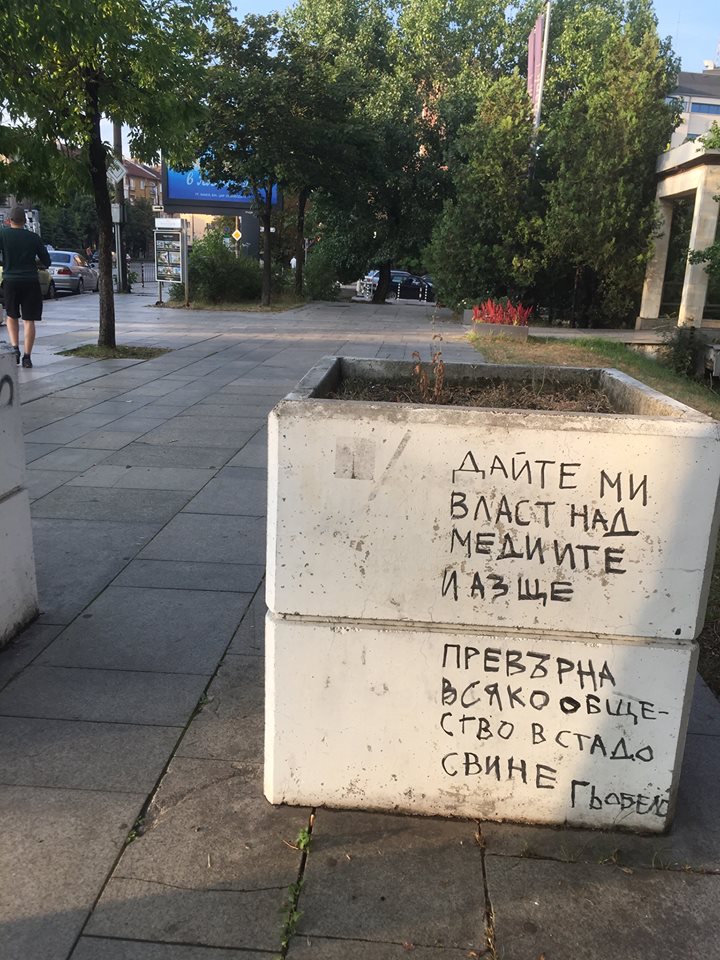 ДАЙТЕ МИ
ВЛАСТ НАД
МЕДИИТЕ
И АЗ ЩЕ
ПРЕВЪРНА
ВСЯКО ОБЩЕ-
СТВО В СТАДО
СВИНЕ
ГЬОБЕЛС